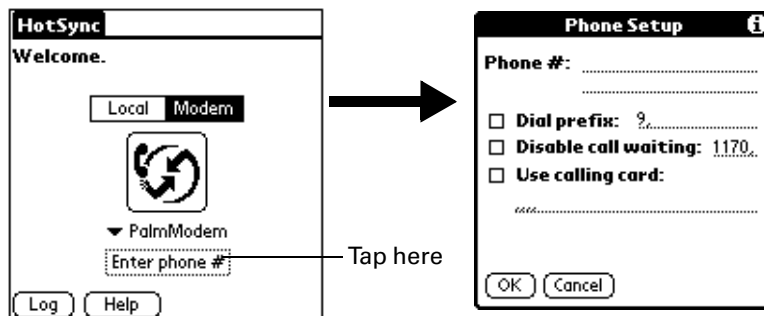 HotSync
Welcome.
Local Modem
PalmModem
Enter phone #
Tap here
Log Help
Phone Setup i
Phone #:
Dial prefix: 9,
Disable call waiting: 1170,
Use calling card:
,,,,
OK Cancel